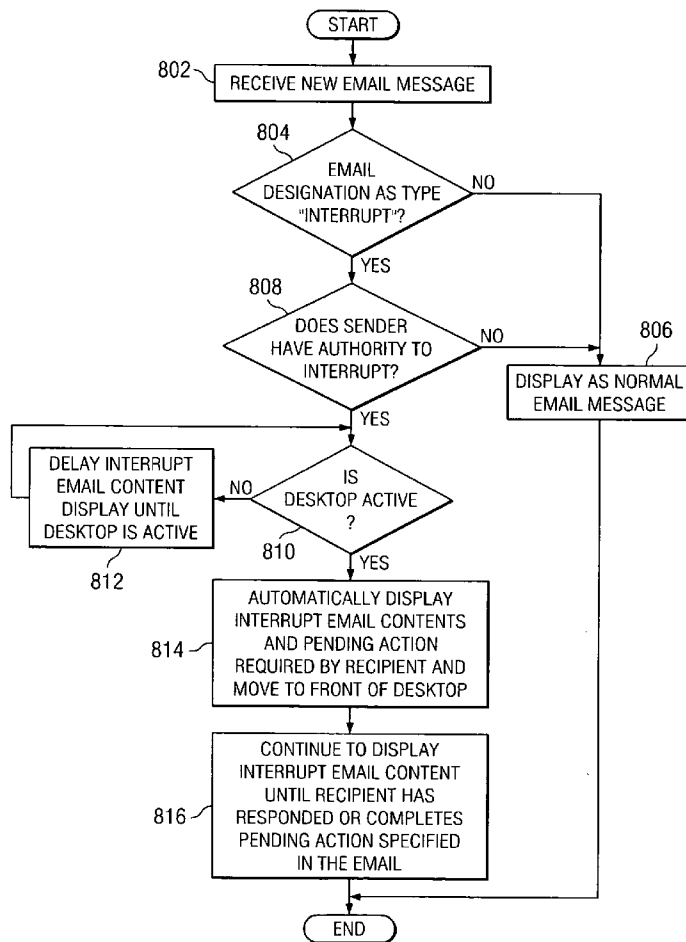 START
802
RECEIVE NEW EMAIL MESSAGE
804
EMAIL
DESIGNATION AS TYPE
"INTERRUPT"?
NO
YES
808
DOES SENDER
HAVE AUTHORITY TO
INTERRUPT?
NO
806
DISPLAY AS NORMAL
EMAIL MESSAGE
YES
DELAY INTERRUPT
EMAIL CONTENT
DISPLAY UNTIL
DESKTOP IS ACTIVE
812
NO
IS
DESKTOP ACTIVE
?
810
YES
814
AUTOMATICALLY DISPLAY
INTERRUPT EMAIL CONTENTS
AND PENDING ACTION
REQUIRED BY RECIPIENT AND
MOVE TO FRONT OF DESKTOP
816
CONTINUE TO DISPLAY
INTERRUPT EMAIL CONTENT
UNTIL RECIPIENT HAS
RESPONDED OR COMPLETES
PENDING ACTION SPECIFIED
IN THE EMAIL
END